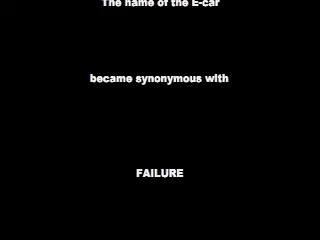 The name of the E-car
became synonymous with
FAILURE